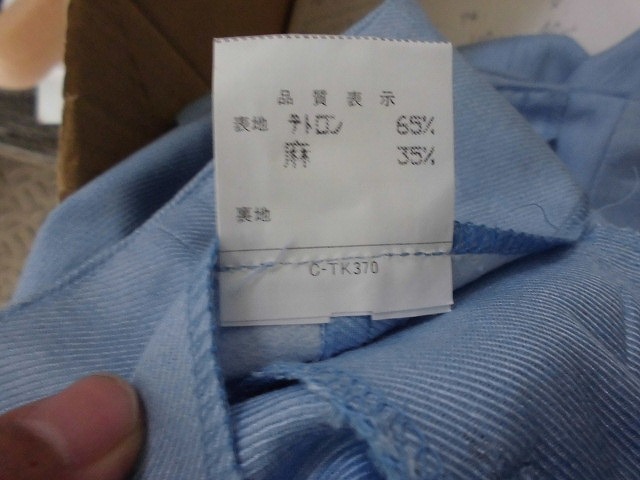 品質表示
表地 テトロン 65%
麻 35%
裏地
C-TK370